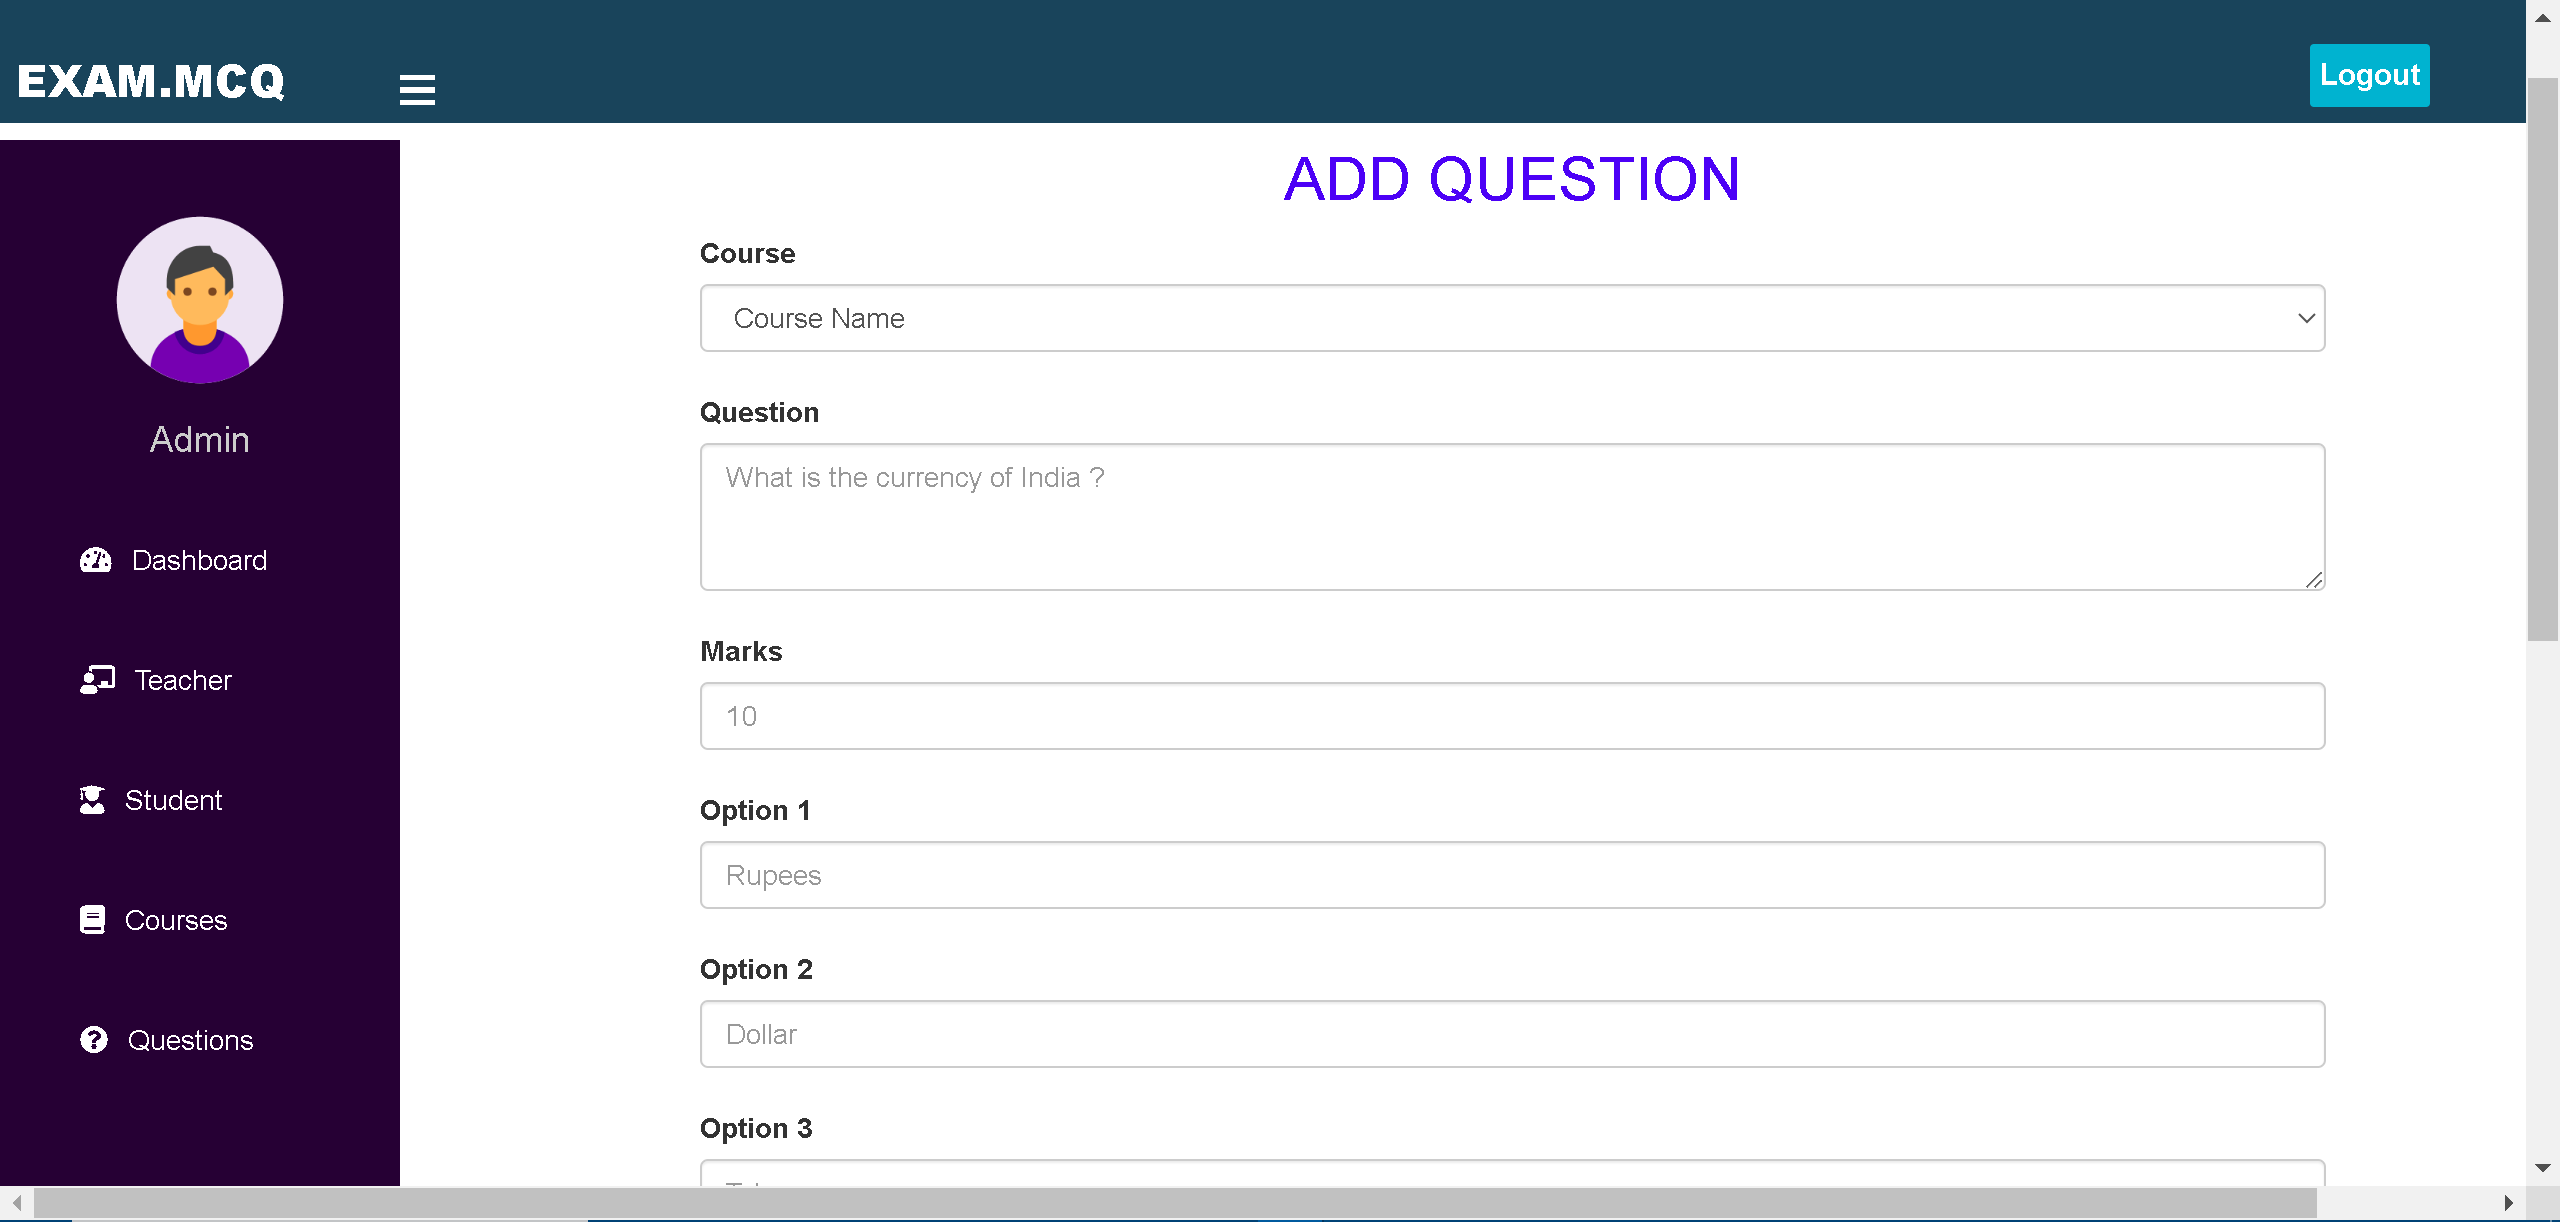 EXAM.MCQ
Logout
Admin
Dashboard
Teacher
Student
Courses
Questions
ADD QUESTION
Course
Course Name
Question
What is the currency of India ?
Marks
10
Option 1
Rupees
Option 2
Dollar
Option 3